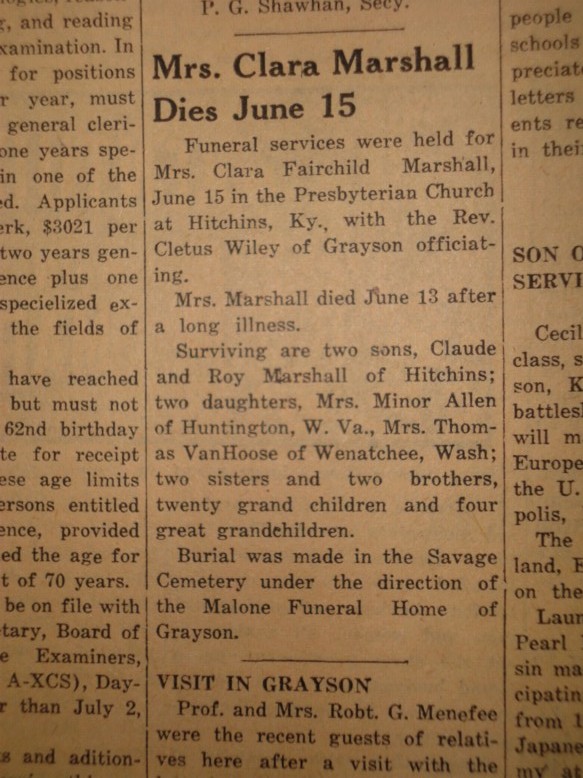 g, and reading
xamination. In
for positions
r year, must
general cleri-
one years spe-
in one of the
ed. Applicants
erk, $3021 per
two years gen-
ence plus one
specielized ex-
the fields of
have reached
but must not
62nd birthday
te for receipt
ese age limits
ersons entitled
ence, provided
ed the age for
t of 70 years.
be on file with
tary, Board of
e Examiners,
A-XCS), Day-
r than July 2,
s and adition-
P. G. Shawhan, Secy.
Mrs. Clara Marshall
Dies June 15
Funeral services were held for
Mrs. Clara Fairchild Marshall,
June 15 in the Presbyterian Church
at Hitchins, Ky., with the Rev.
Cletus Wiley of Grayson officiat-
ing.
Mrs. Marshall died June 13 after
a long illness.
Surviving are two sons, Claude
and Roy Marshall of Hitchins;
two daughters, Mrs. Minor Allen
of Huntington, W. Va., Mrs. Thom-
as VanHoose of Wenatchee, Wash;
two sisters and two brothers,
twenty grand children and four
great grandchildren.
Burial was made in the Savage
Cemetery under the direction of
the Malone Funeral Home of
Grayson.
VISIT IN GRAYSON
Prof. and Mrs. Robt. G. Menefee
were the recent guests of relati-
ves here after a visit with the
people
schools
preciat
letters
ents re
in thei
SON O
SERVI
Cecil
class, s
son, K
battlesh
will m
Europe
the U.
polis,
The
land, E
on the
Laur
Pearl
sin ma
cipatin
from 1
Japane
my at